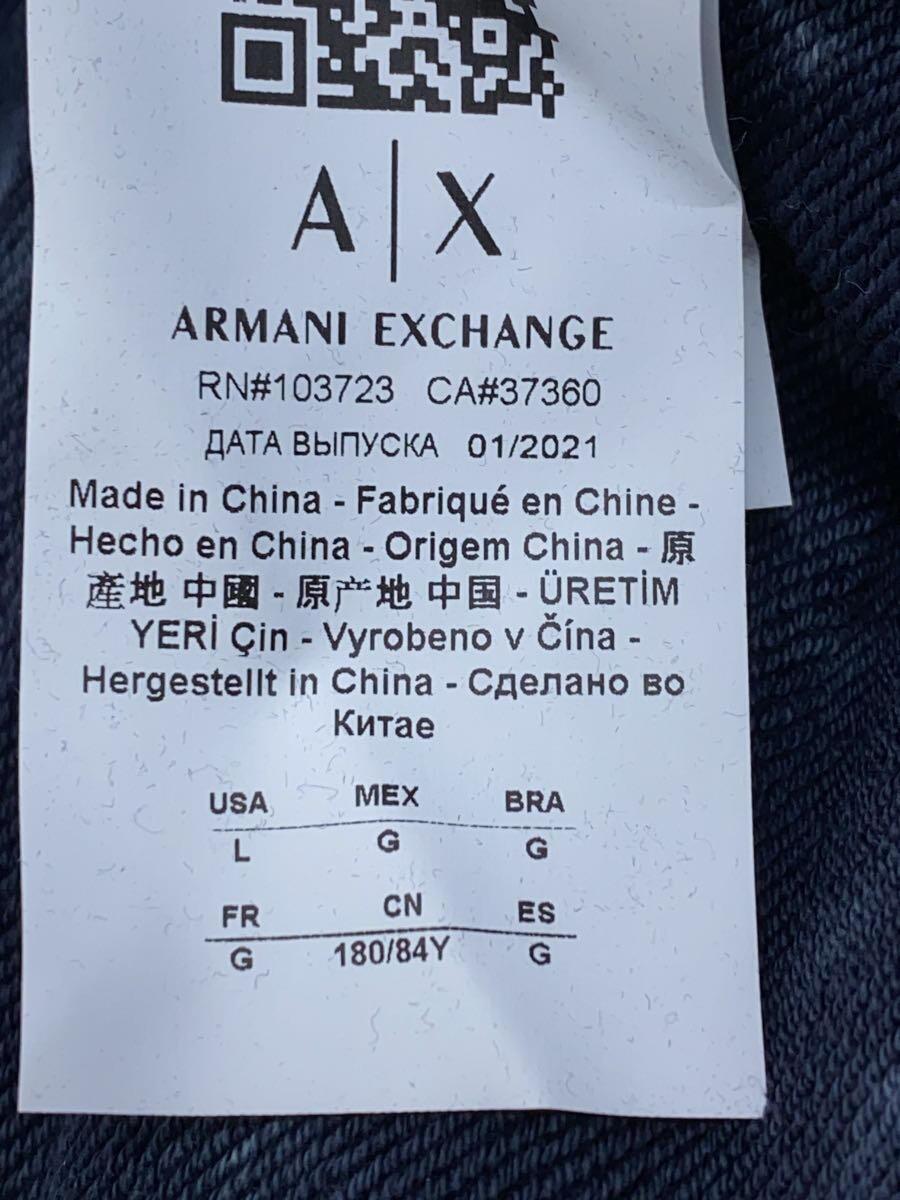 A|X
ARMANI EXCHANGE
RN#103723 CA#37360
ДАТА ВЫПУСКА 01/2021
Made in China - Fabriqué en Chine -
Hecho en China - Origem China - 原
產地 中國 - 原产地 中国 - ÜRETİM
YERİ Çin - Vyrobeno v Čína -
Hergestellt in China - Сделано во
Китае
USA MEX BRA
L G G
FR CN ES
G 180/84Y G